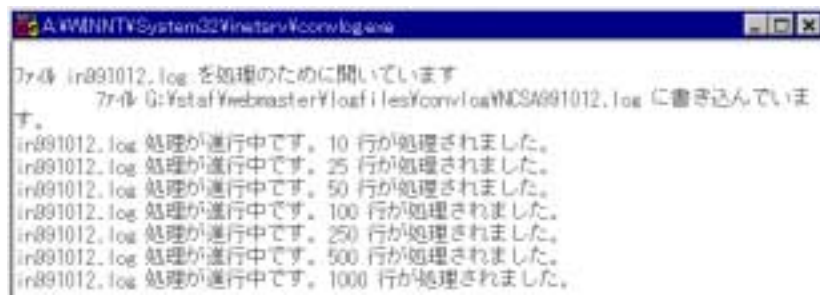 A:¥WINNT¥System32¥inetsrv¥convlog.exe
ファイル in991012.log を処理のために開いています
ファイル G:¥staf¥webmaster¥logfiles¥convlog¥NCSA991012.log に書き込んでいま
す。
in991012.log 処理が進行中です。10 行が処理されました。
in991012.log 処理が進行中です。25 行が処理されました。
in991012.log 処理が進行中です。50 行が処理されました。
in991012.log 処理が進行中です。100 行が処理されました。
in991012.log 処理が進行中です。250 行が処理されました。
in991012.log 処理が進行中です。500 行が処理されました。
in991012.log 処理が進行中です。1000 行が処理されました。